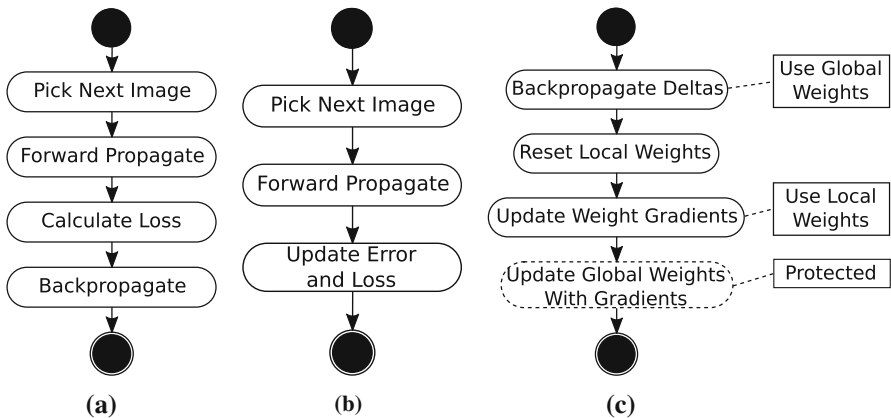 Pick Next Image
Forward Propagate
Calculate Loss
Backpropagate
(a)
Pick Next Image
Forward Propagate
Update Error
and Loss
(b)
Backpropagate Deltas
Use Global
Weights
Reset Local Weights
Update Weight Gradients
Use Local
Weights
Update Global Weights
With Gradients
Protected
(c)